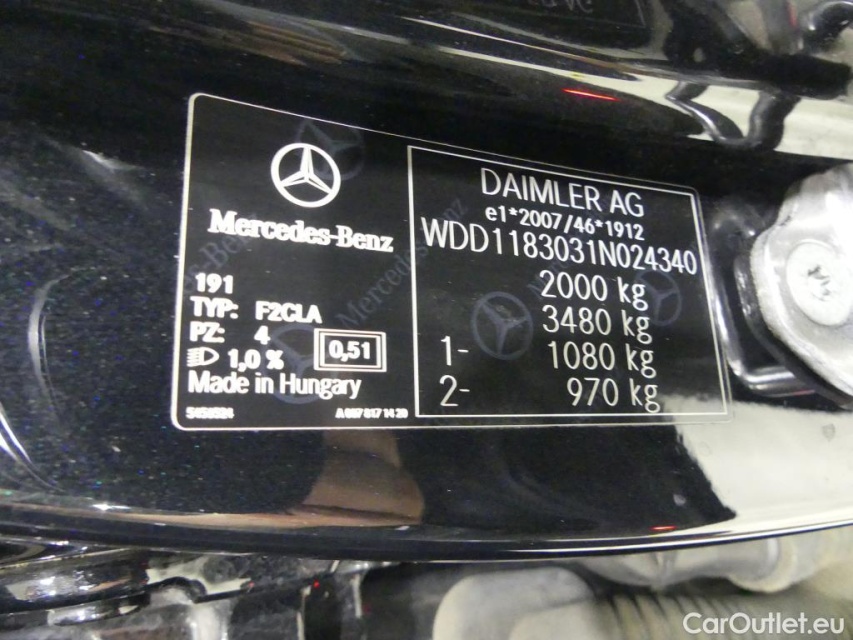 Mercedes-Benz
191
TYP: F2CLA
PZ: 4
1,0 % 0,51
Made in Hungary
DAIMLER AG
e1*2007/46*1912
WDD1183031N024340
2000 kg
3480 kg
1- 1080 kg
2- 970 kg
CarOutlet.eu